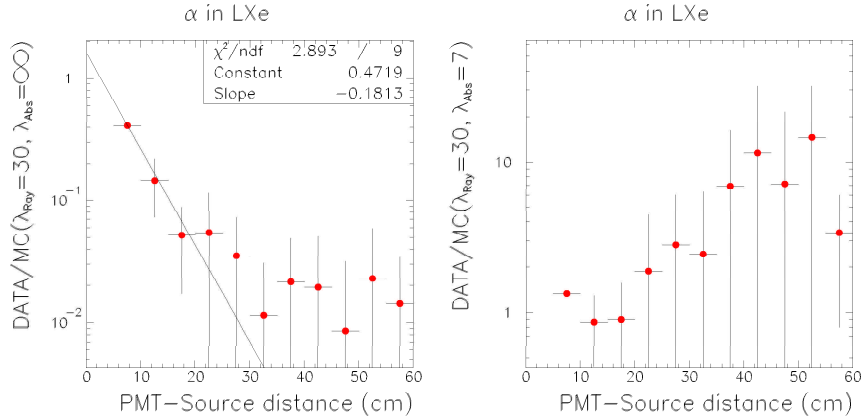 α in LXe
DATA/MC(λRay=30, λAbs=∞)
χ²/ndf 2.893 / 9
Constant 0.4719
Slope −0.1813
1
10⁻¹
10⁻²
0 10 20 30 40 50 60
PMT−Source distance (cm)
α in LXe
DATA/MC(λRay=30, λAbs=7)
10
1
0 10 20 30 40 50 60
PMT−Source distance (cm)